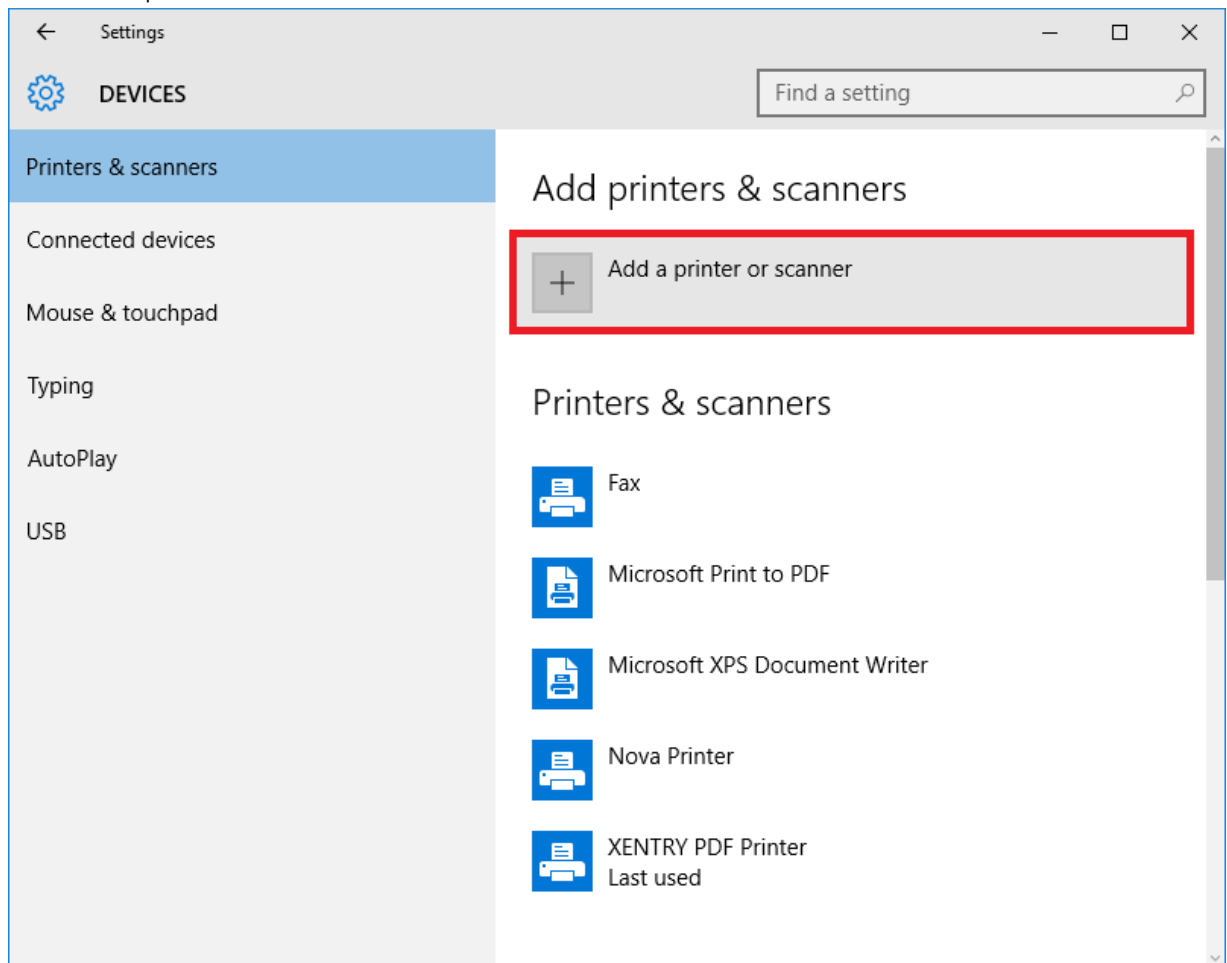 Settings
DEVICES
Find a setting
Printers & scanners
Connected devices
Mouse & touchpad
Typing
AutoPlay
USB
Add printers & scanners
Add a printer or scanner
Printers & scanners
Fax
Microsoft Print to PDF
Microsoft XPS Document Writer
Nova Printer
XENTRY PDF Printer
Last used